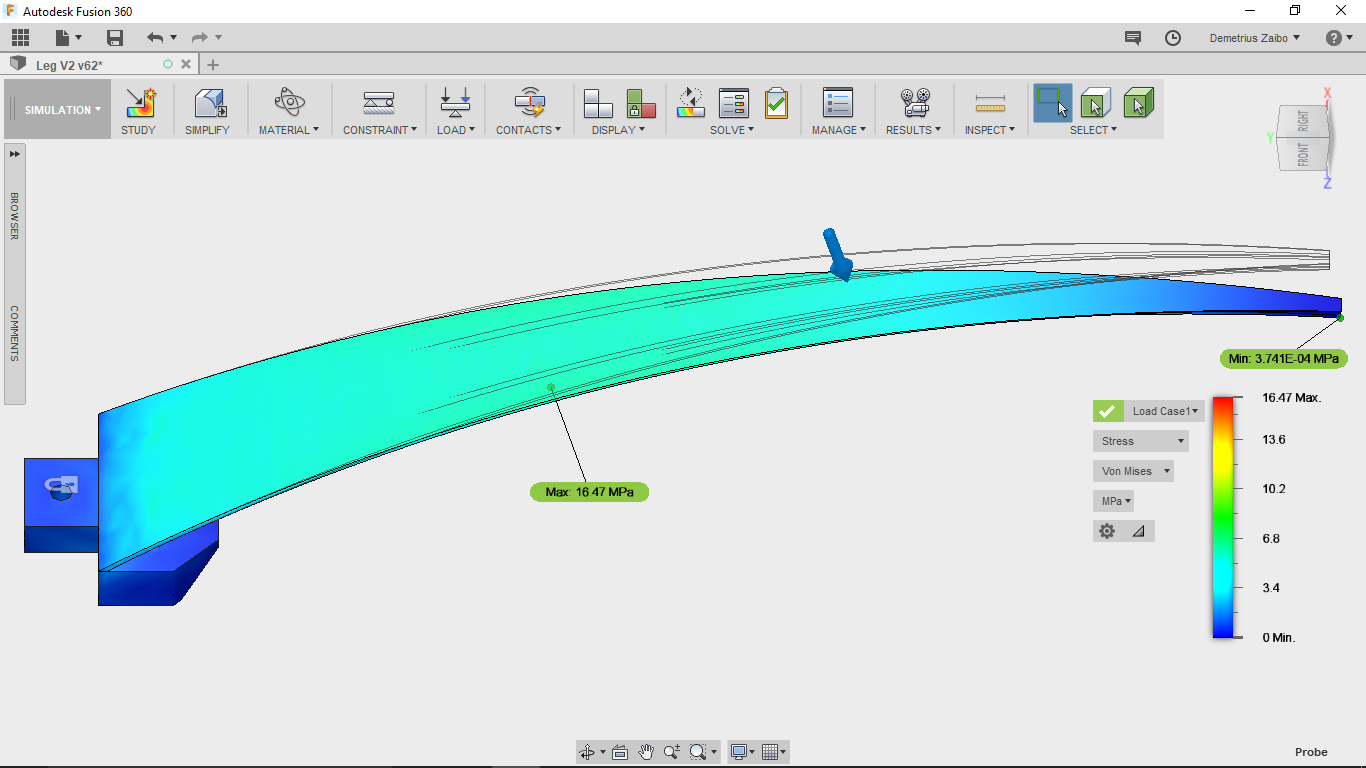 Autodesk Fusion 360
Demetrius Zaibo
Leg V2 v62*
SIMULATION
STUDY
SIMPLIFY
MATERIAL
CONSTRAINT
LOAD
CONTACTS
DISPLAY
SOLVE
MANAGE
RESULTS
INSPECT
SELECT
X
Y
RIGHT
FRONT
Z
BROWSER
COMMENTS
Min: 3.741E-04 MPa
Max: 16.47 MPa
Load Case1
Stress
Von Mises
MPa
16.47 Max.
13.6
10.2
6.8
3.4
0 Min.
Probe